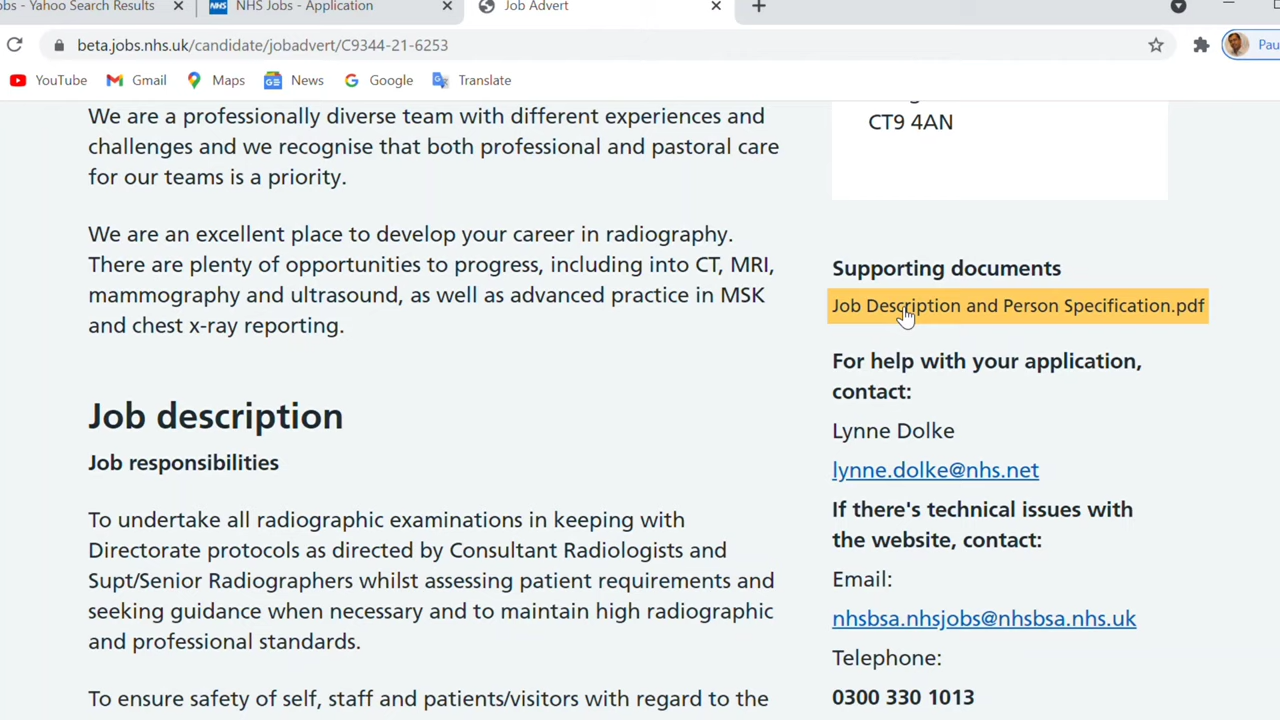 bs - Yahoo Search Results
NHS
NHS Jobs - Application
Job Advert
beta.jobs.nhs.uk/candidate/jobadvert/C9344-21-6253
Pau
YouTube
Gmail
Maps
News
Google
Translate
We are a professionally diverse team with different experiences and
challenges and we recognise that both professional and pastoral care
for our teams is a priority.
We are an excellent place to develop your career in radiography.
There are plenty of opportunities to progress, including into CT, MRI,
mammography and ultrasound, as well as advanced practice in MSK
and chest x-ray reporting.
Job description
Job responsibilities
To undertake all radiographic examinations in keeping with
Directorate protocols as directed by Consultant Radiologists and
Supt/Senior Radiographers whilst assessing patient requirements and
seeking guidance when necessary and to maintain high radiographic
and professional standards.
To ensure safety of self, staff and patients/visitors with regard to the
CT9 4AN
Supporting documents
Job Description and Person Specification.pdf
For help with your application,
contact:
Lynne Dolke
lynne.dolke@nhs.net
If there's technical issues with
the website, contact:
Email:
nhsbsa.nhsjobs@nhsbsa.nhs.uk
Telephone:
0300 330 1013